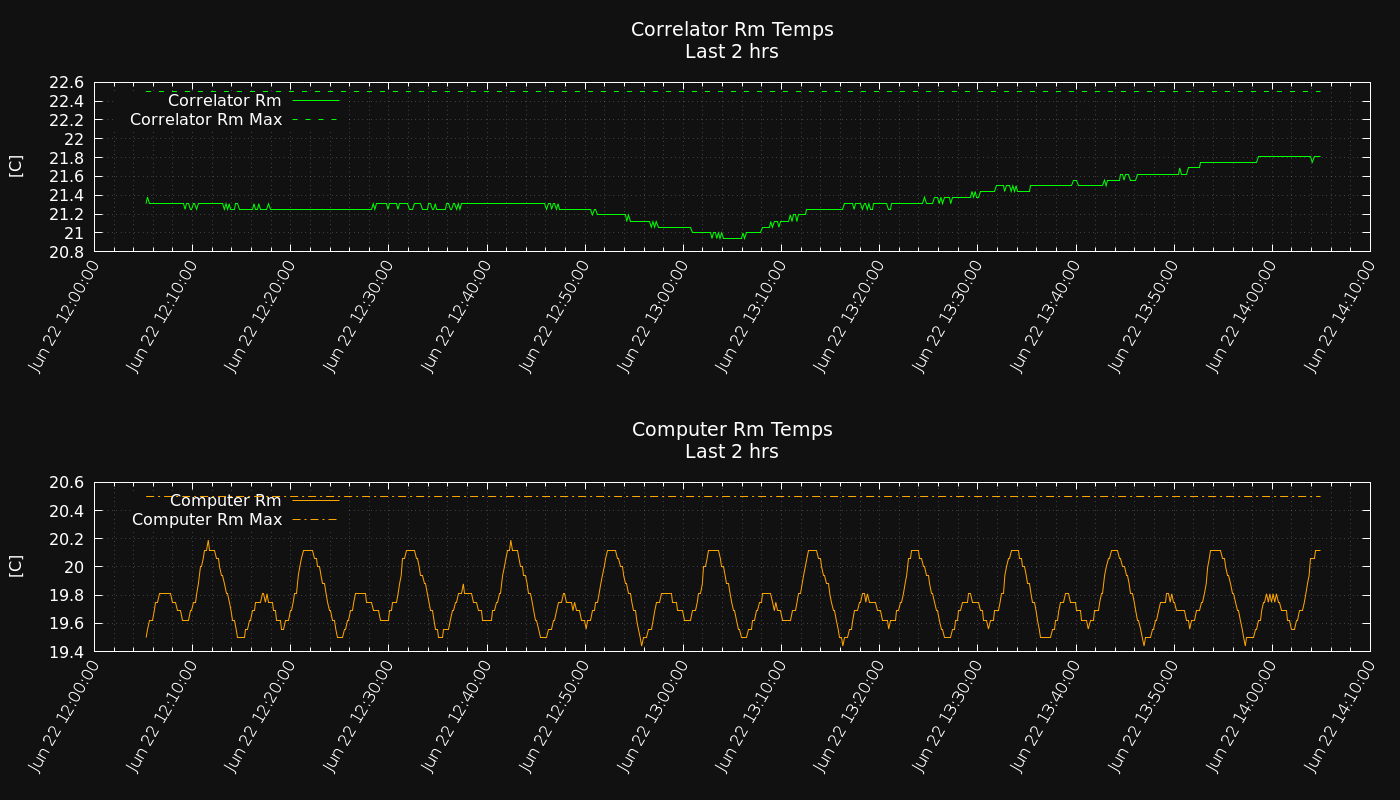 Correlator Rm Temps
Last 2 hrs
22.6
22.4
22.2
22
21.8
21.6
21.4
21.2
21
20.8
[C]
Correlator Rm
Correlator Rm Max
Jun 22 12:00:00
Jun 22 12:10:00
Jun 22 12:20:00
Jun 22 12:30:00
Jun 22 12:40:00
Jun 22 12:50:00
Jun 22 13:00:00
Jun 22 13:10:00
Jun 22 13:20:00
Jun 22 13:30:00
Jun 22 13:40:00
Jun 22 13:50:00
Jun 22 14:00:00
Jun 22 14:10:00
Computer Rm Temps
Last 2 hrs
20.6
20.4
20.2
20
19.8
19.6
19.4
[C]
Computer Rm
Computer Rm Max
Jun 22 12:00:00
Jun 22 12:10:00
Jun 22 12:20:00
Jun 22 12:30:00
Jun 22 12:40:00
Jun 22 12:50:00
Jun 22 13:00:00
Jun 22 13:10:00
Jun 22 13:20:00
Jun 22 13:30:00
Jun 22 13:40:00
Jun 22 13:50:00
Jun 22 14:00:00
Jun 22 14:10:00